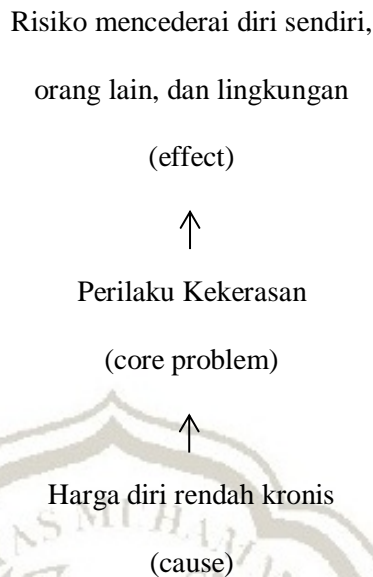 Risiko mencederai diri sendiri,
orang lain, dan lingkungan
(effect)
Perilaku Kekerasan
(core problem)
Harga diri rendah kronis
(cause)